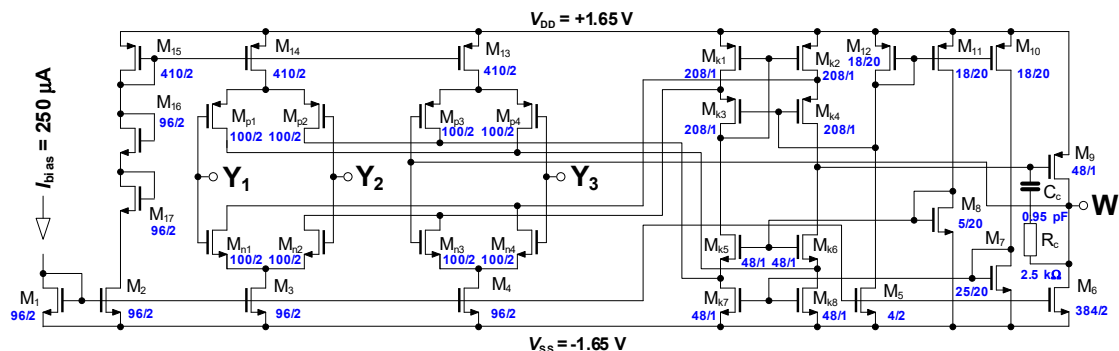 V_DD = +1.65 V
M15
410/2
M14
410/2
M13
410/2
Mk1
208/1
Mk2
208/1
M12
18/20
M11
18/20
M10
18/20
I_bias = 250 µA
M16
96/2
Mp1
100/2
Mp2
100/2
Mp3
100/2
Mp4
100/2
Mk3
208/1
Mk4
208/1
M9
48/1
Y1
Y2
Y3
Cc
0.95 pF
W
M17
96/2
Mn1
100/2
Mn2
100/2
Mn3
100/2
Mn4
100/2
Mk5
48/1
Mk6
48/1
M8
5/20
Rc
2.5 kΩ
M7
25/20
M1
96/2
M2
96/2
M3
96/2
M4
96/2
Mk7
48/1
Mk8
48/1
M5
4/2
M6
384/2
V_SS = -1.65 V